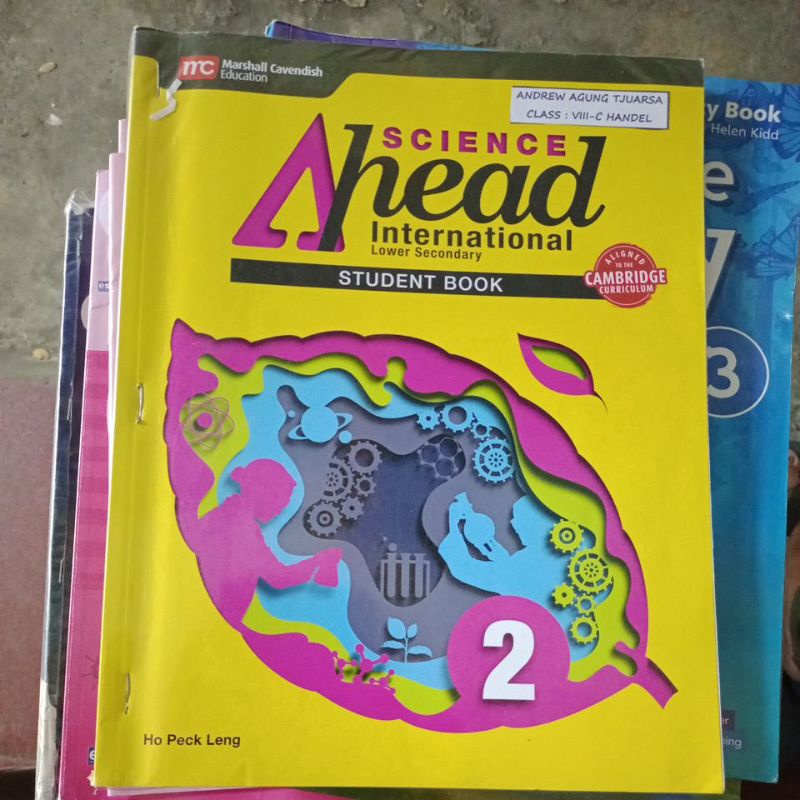 mc Marshall Cavendish
Education
ANDREW AGUNG TJUARSA
CLASS : VIII-C HANDEL
SCIENCE
Ahead
International
Lower Secondary
STUDENT BOOK
ALIGNED
TO THE
CAMBRIDGE
CURRICULUM
2
Ho Peck Leng
Book
Helen Kidd
3